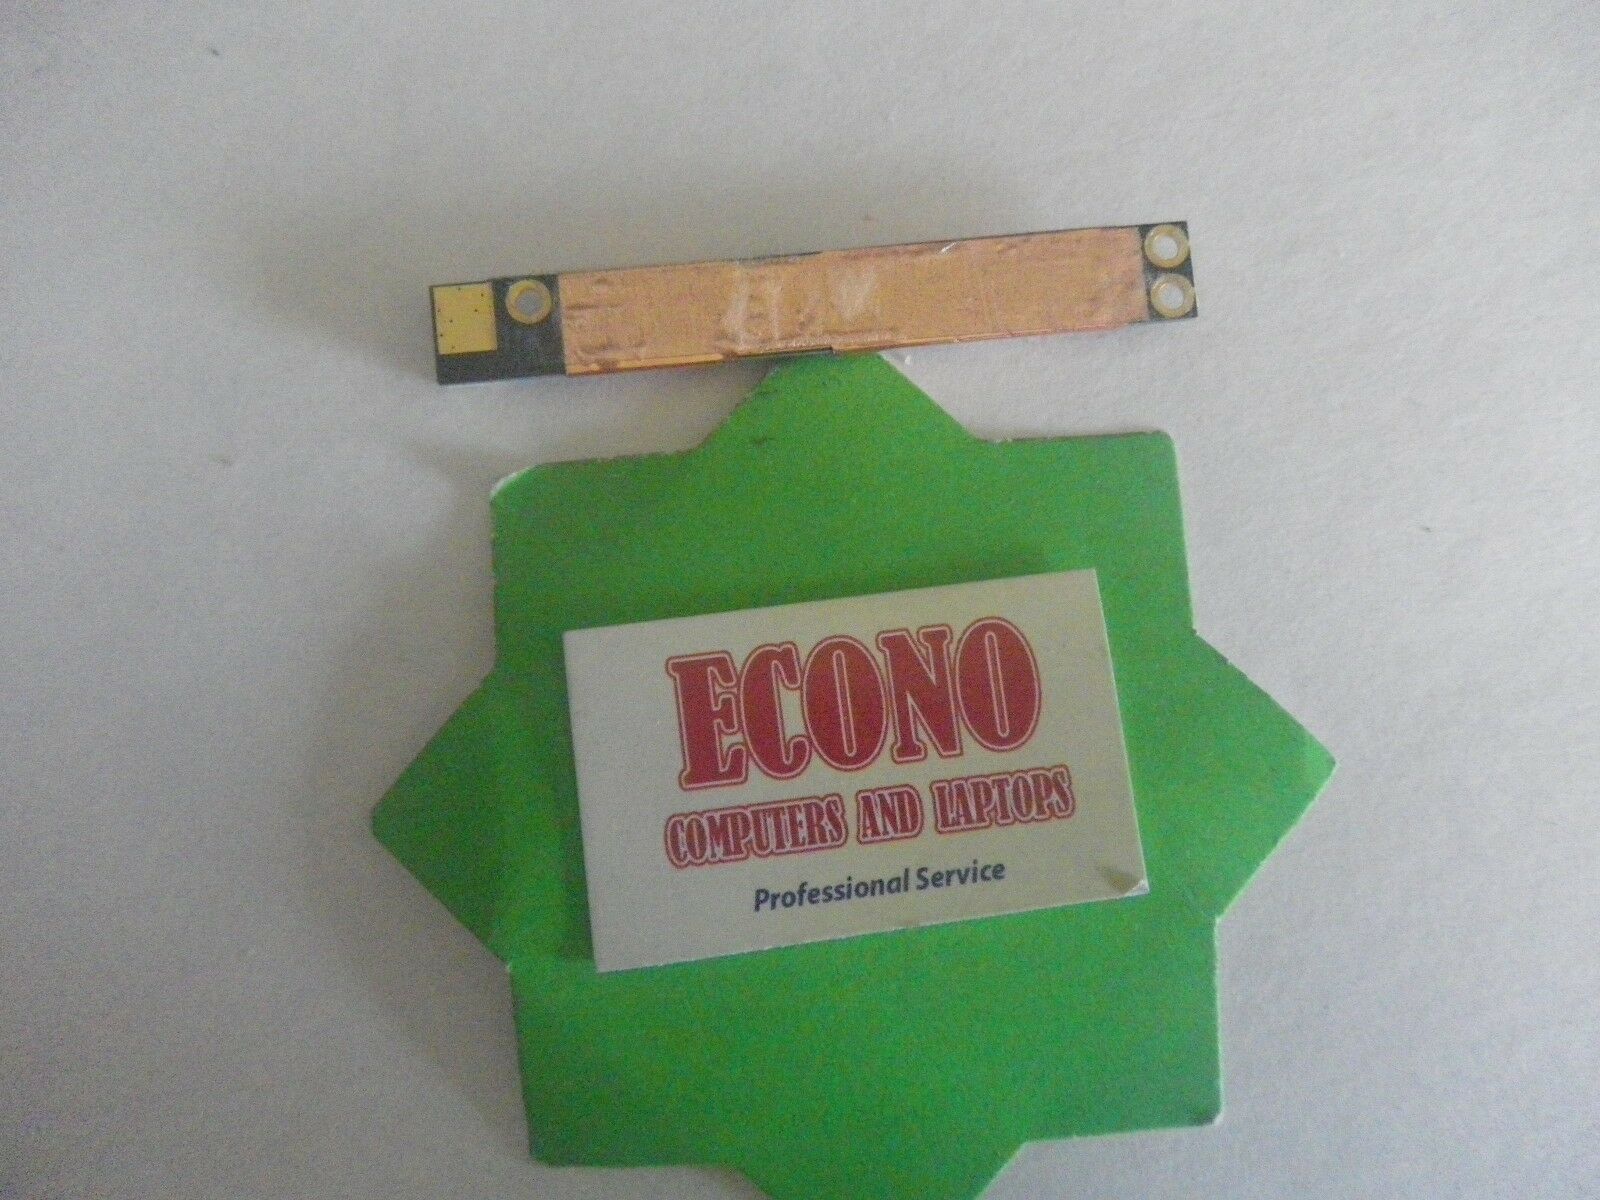 ECONO
COMPUTERS AND LAPTOPS
Professional Service